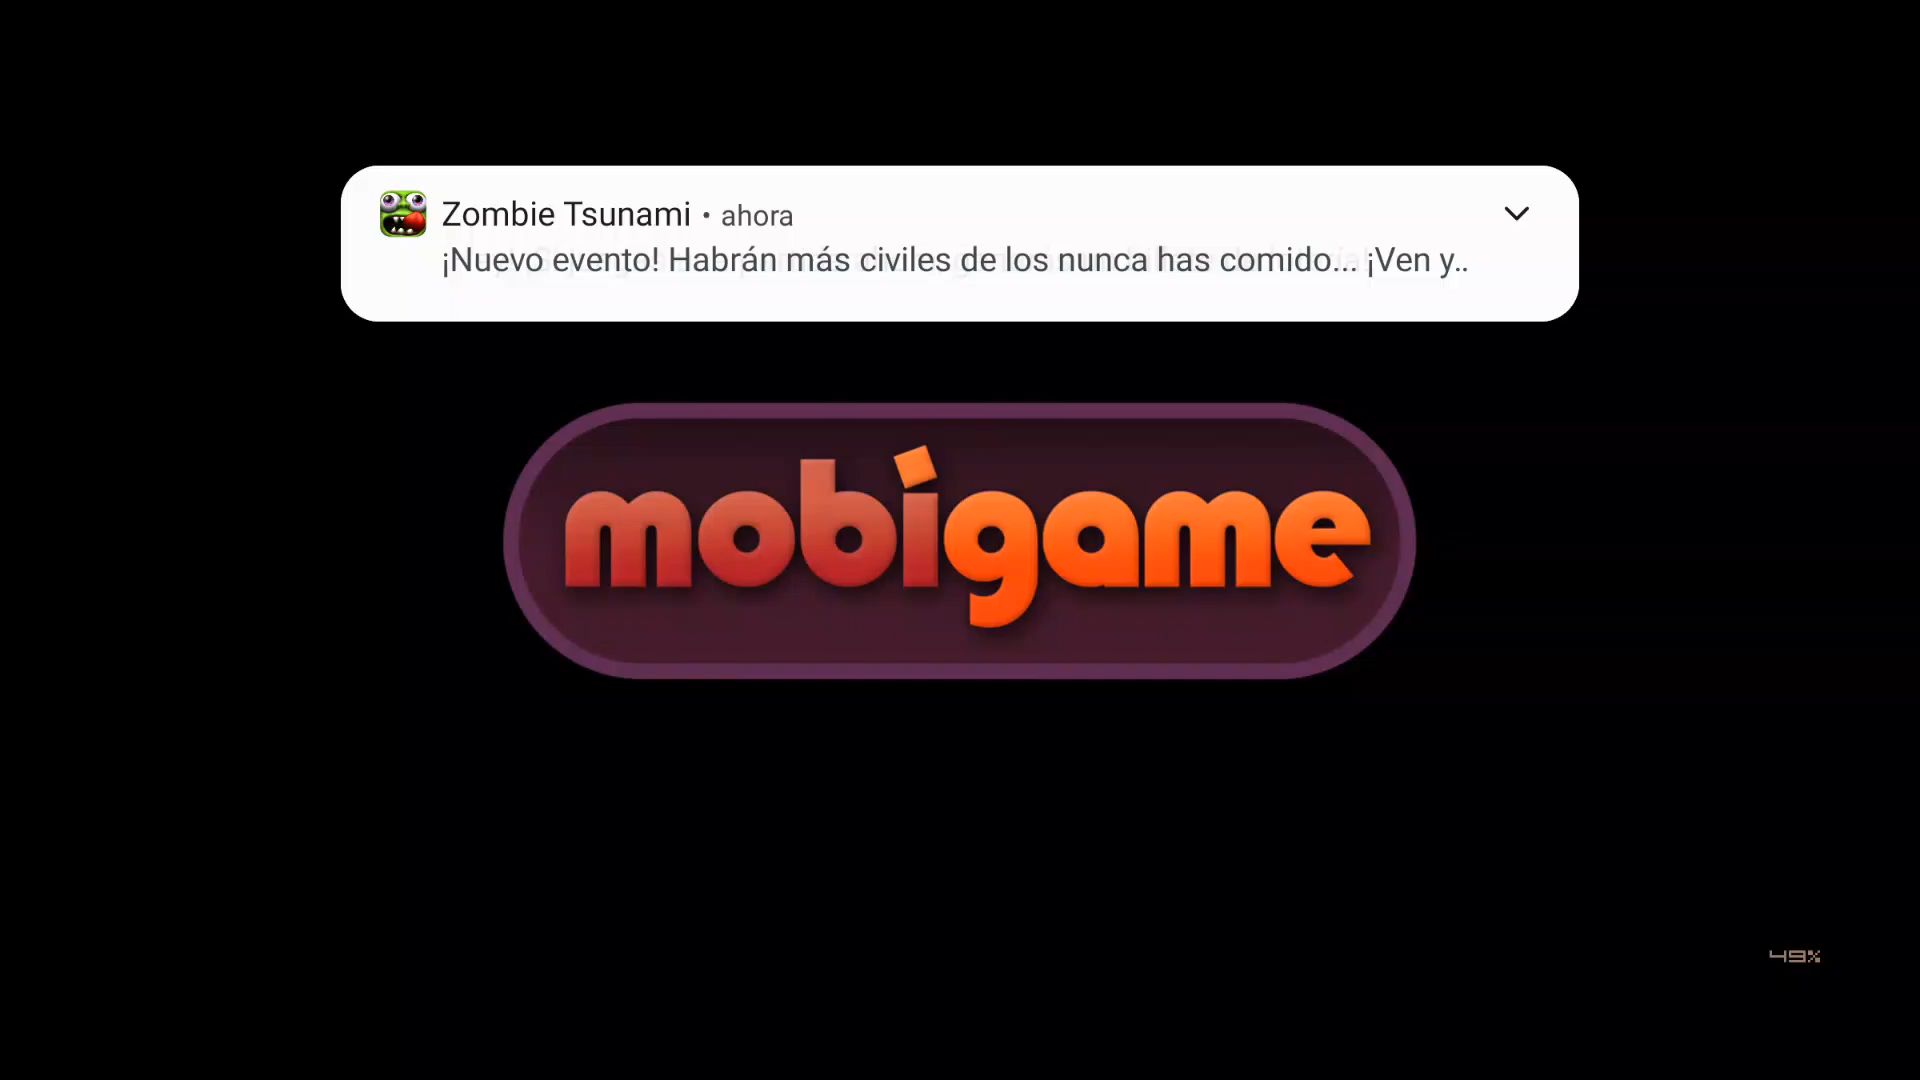 Zombie Tsunami • ahora
¡Nuevo evento! Habrán más civiles de los nunca has comido... ¡Ven y..
mobigame
49%